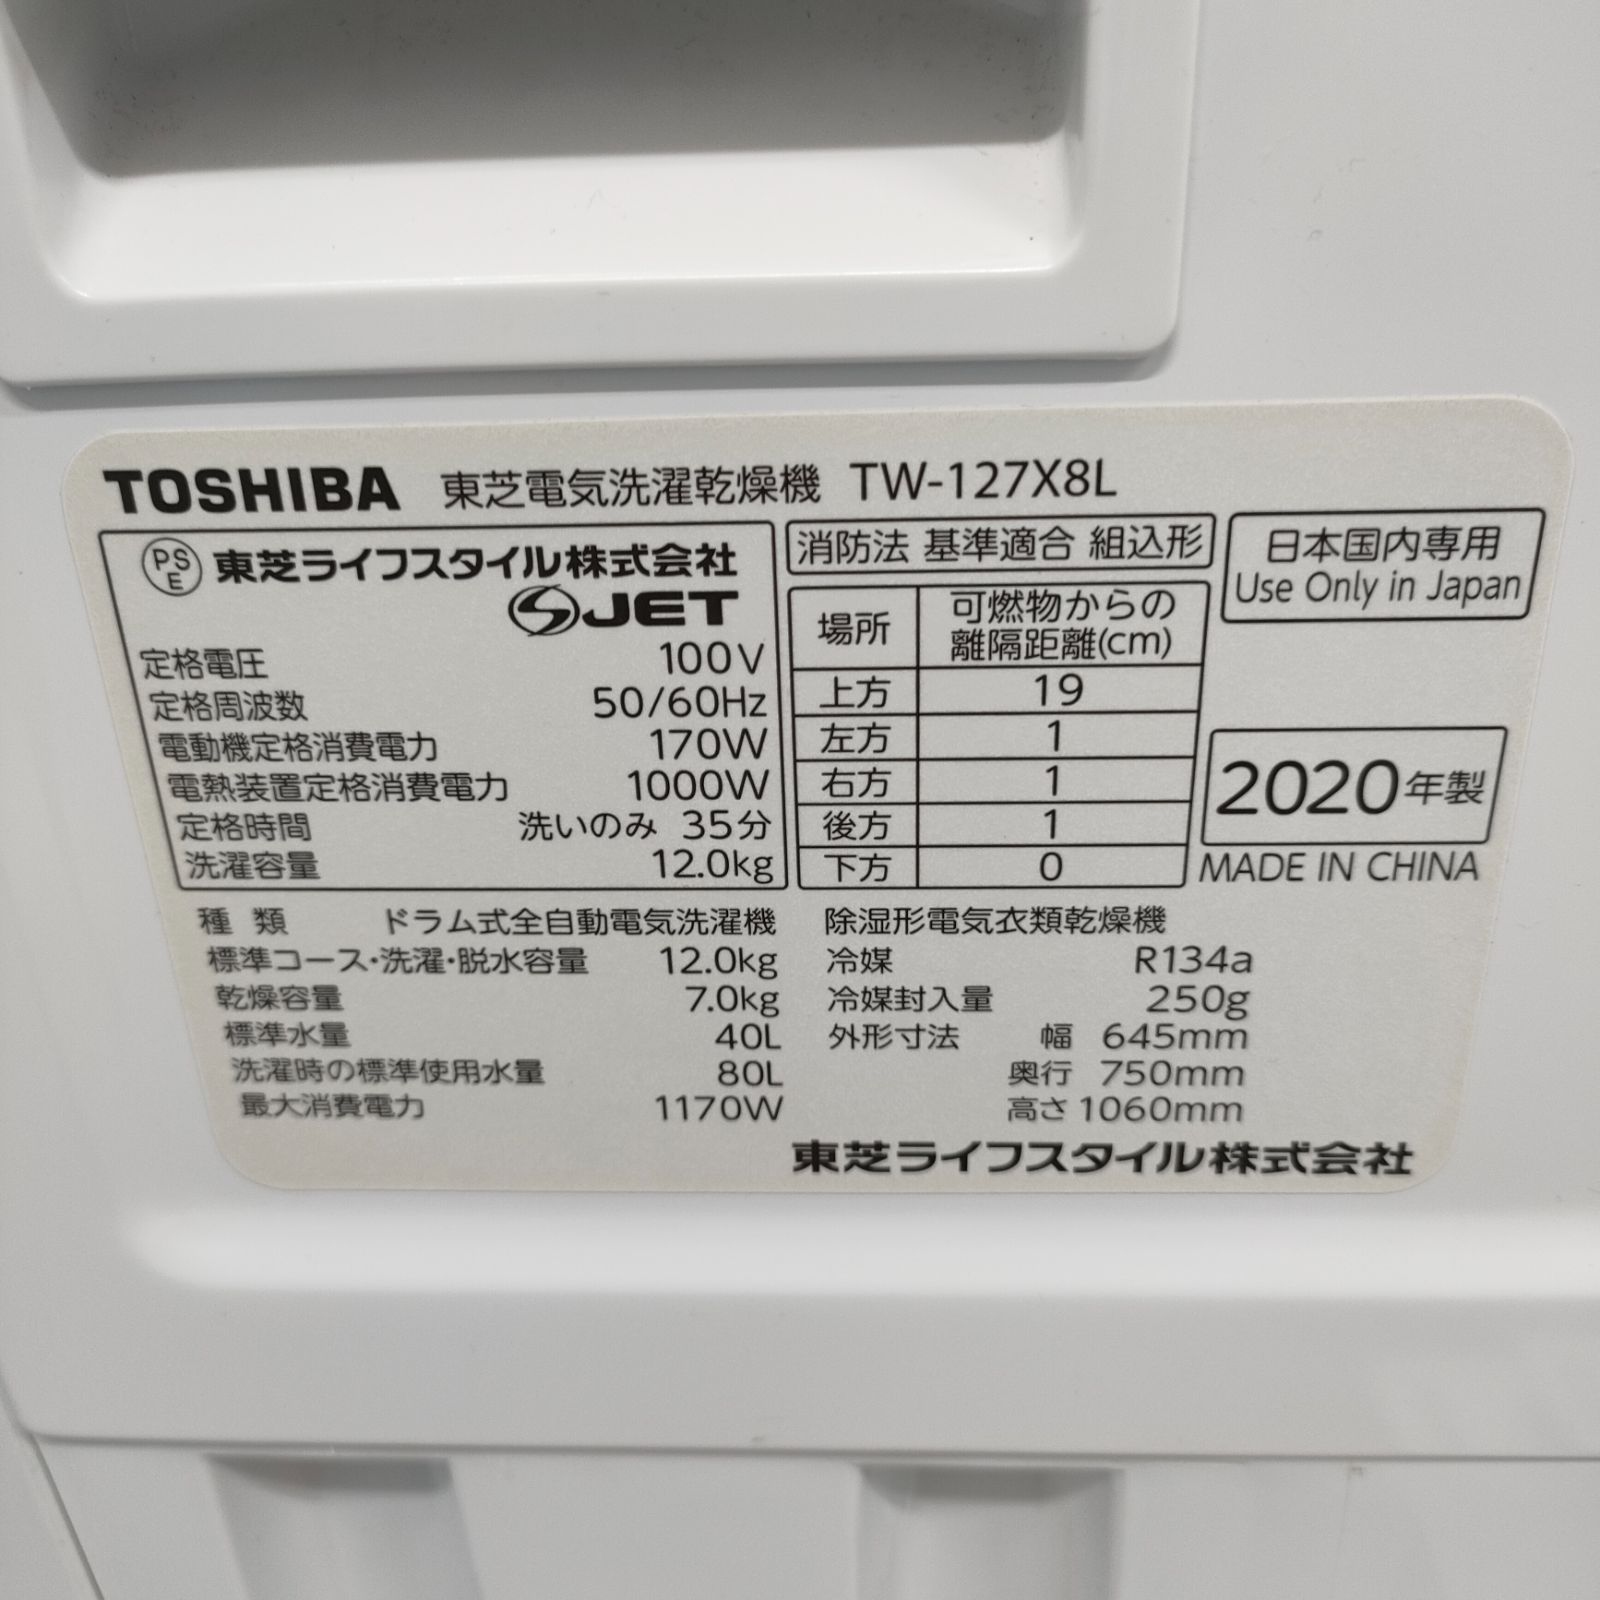 TOSHIBA 東芝電気洗濯乾燥機 TW-127X8L
PSE 東芝ライフスタイル株式会社
S JET
定格電圧 100V
定格周波数 50/60Hz
電動機定格消費電力 170W
電熱装置定格消費電力 1000W
定格時間 洗いのみ 35分
洗濯容量 12.0kg
消防法 基準適合 組込形
場所 可燃物からの離隔距離(cm)
上方 19
左方 1
右方 1
後方 1
下方 0
日本国内専用
Use Only in Japan
2020年製
MADE IN CHINA
種 類 ドラム式全自動電気洗濯機
標準コース・洗濯・脱水容量 12.0kg
乾燥容量 7.0kg
標準水量 40L
洗濯時の標準使用水量 80L
最大消費電力 1170W
除湿形電気衣類乾燥機
冷媒 R134a
冷媒封入量 250g
外形寸法 幅 645mm
奥行 750mm
高さ 1060mm
東芝ライフスタイル株式会社